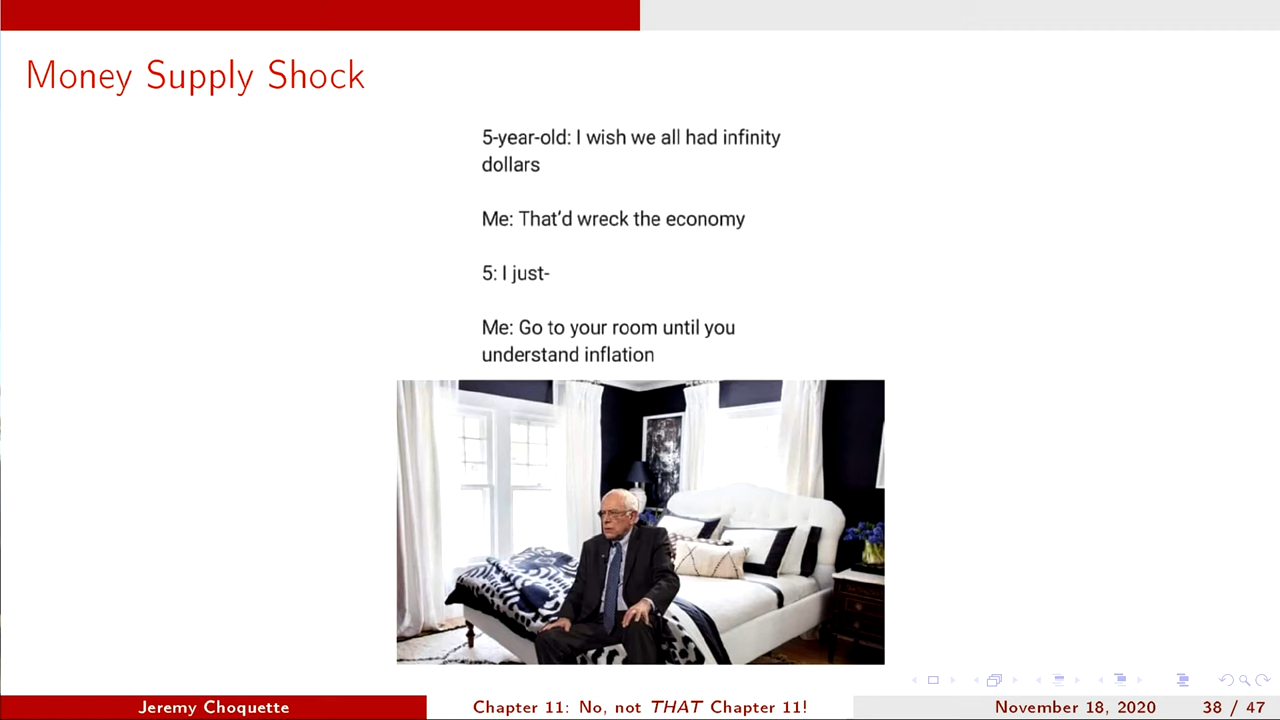 Money Supply Shock
5-year-old: I wish we all had infinity
dollars
Me: That'd wreck the economy
5: I just-
Me: Go to your room until you
understand inflation
Jeremy Choquette
Chapter 11: No, not THAT Chapter 11!
November 18, 2020
38 / 47